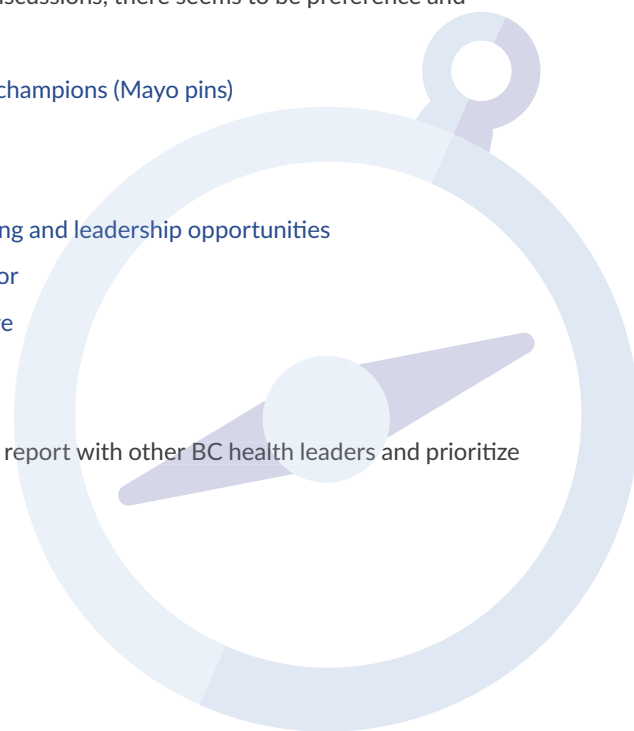 discussions, there seems to be preference and
champions (Mayo pins)
ng and leadership opportunities
or
e
report with other BC health leaders and prioritize